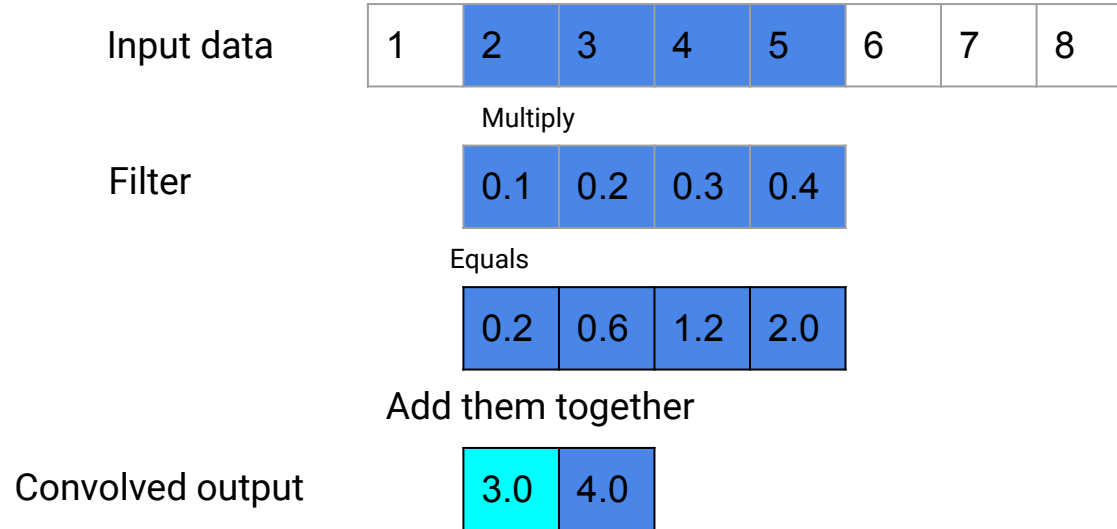 Input data 1 2 3 4 5 6 7 8
Multiply
Filter 0.1 0.2 0.3 0.4
Equals
0.2 0.6 1.2 2.0
Add them together
Convolved output 3.0 4.0